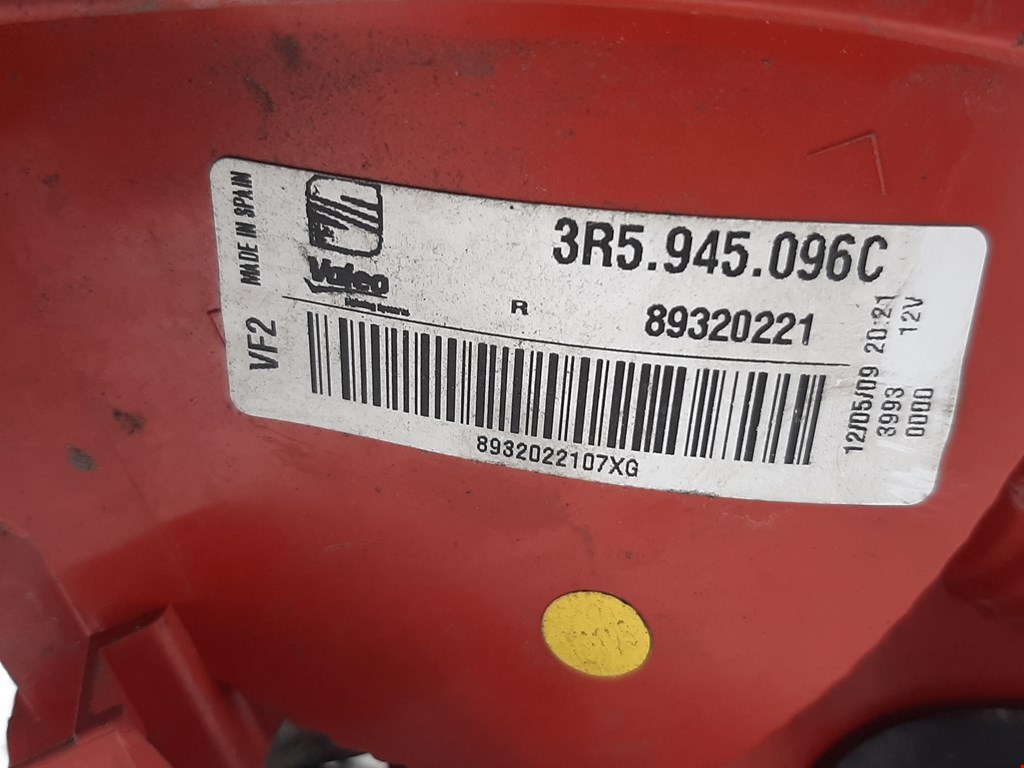 MADE IN SPAIN
VF2
Valeo
3R5.945.096C
R
89320221
8932022107XG
12/05/09 20:21
3993 12V
0000